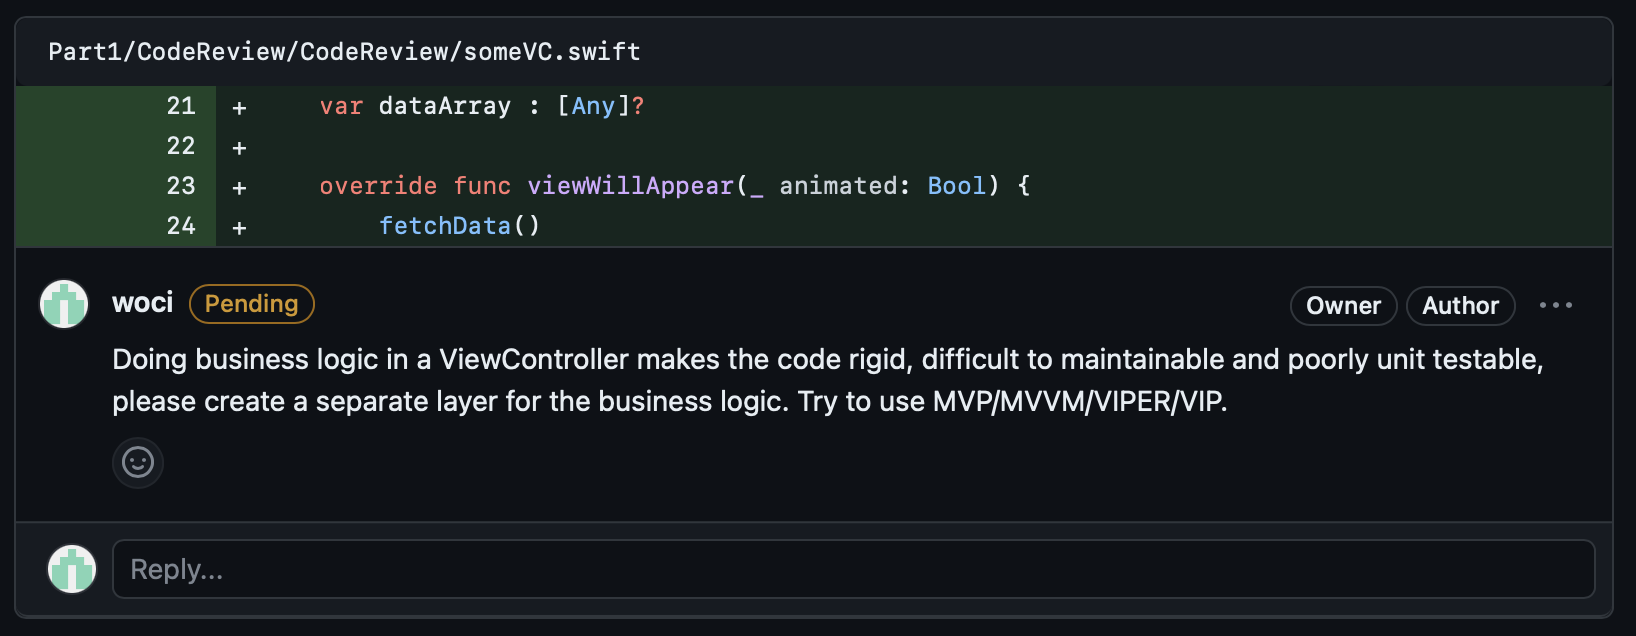 Part1/CodeReview/CodeReview/someVC.swift
21 + var dataArray : [Any]?
22 +
23 + override func viewWillAppear(_ animated: Bool) {
24 + fetchData()
woci Pending Owner Author ...
Doing business logic in a ViewController makes the code rigid, difficult to maintainable and poorly unit testable,
please create a separate layer for the business logic. Try to use MVP/MVVM/VIPER/VIP.
Reply...